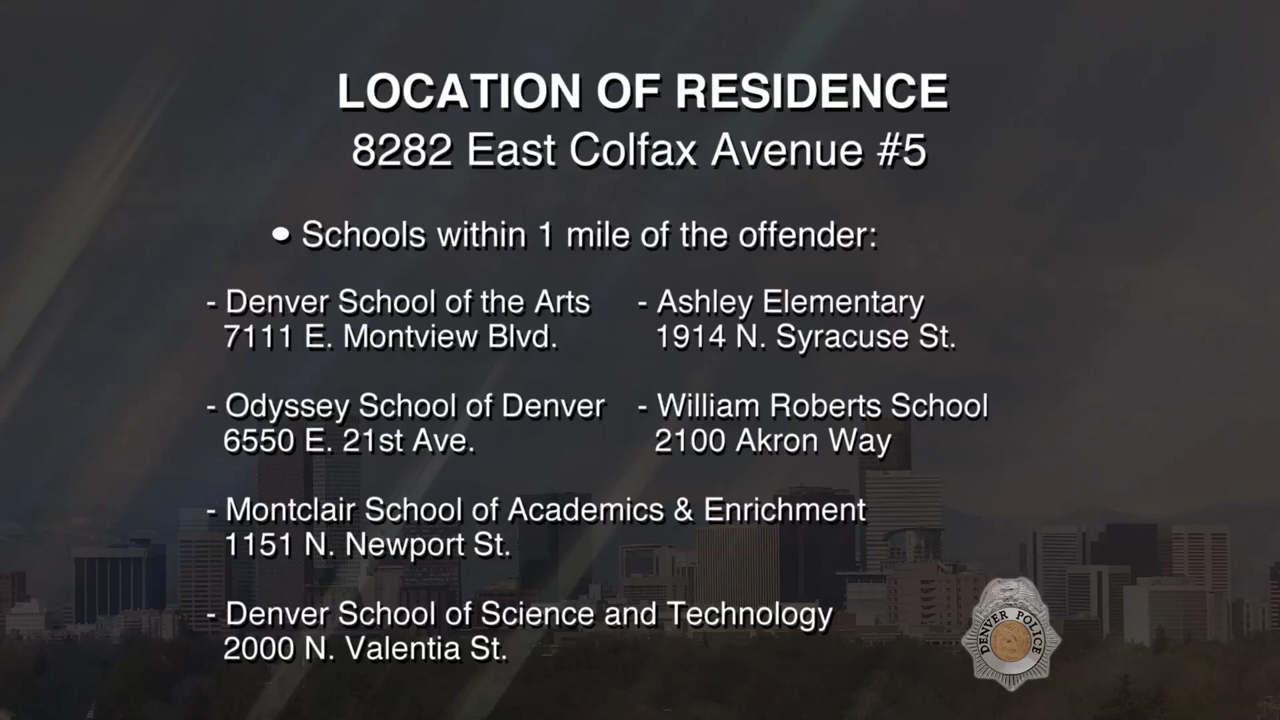 LOCATION OF RESIDENCE
8282 East Colfax Avenue #5
• Schools within 1 mile of the offender:
- Denver School of the Arts
7111 E. Montview Blvd.
- Ashley Elementary
1914 N. Syracuse St.
- Odyssey School of Denver
6550 E. 21st Ave.
- William Roberts School
2100 Akron Way
- Montclair School of Academics & Enrichment
1151 N. Newport St.
- Denver School of Science and Technology
2000 N. Valentia St.
DENVER POLICE